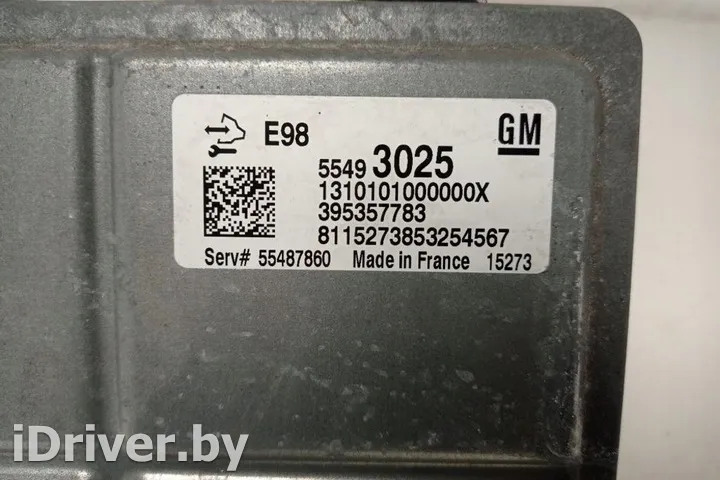 E98
GM
5549 3025
1310101000000X
395357783
8115273853254567
Serv# 55487860 Made in France 15273
iDriver.by